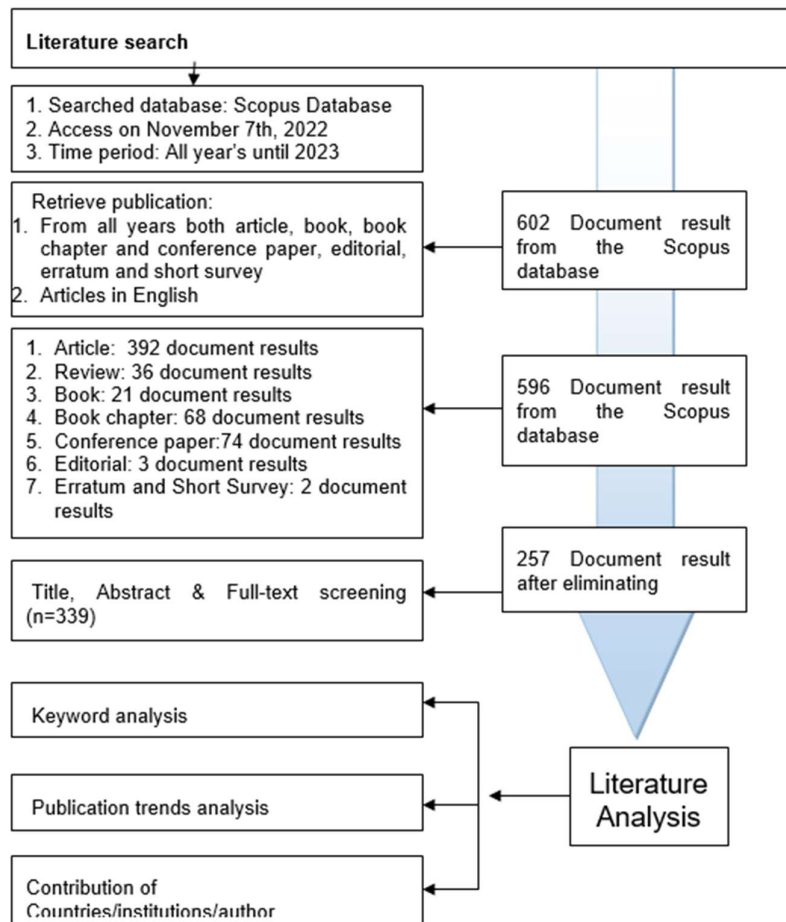 Literature search
1. Searched database: Scopus Database
2. Access on November 7th, 2022
3. Time period: All year's until 2023
Retrieve publication:
1. From all years both article, book, book
chapter and conference paper, editorial,
erratum and short survey
2. Articles in English
602 Document result
from the Scopus
database
1. Article: 392 document results
2. Review: 36 document results
3. Book: 21 document results
4. Book chapter: 68 document results
5. Conference paper:74 document results
6. Editorial: 3 document results
7. Erratum and Short Survey: 2 document
results
596 Document result
from the Scopus
database
257 Document result
after eliminating
Title, Abstract & Full-text screening
(n=339)
Keyword analysis
Publication trends analysis
Literature
Analysis
Contribution of
Countries/institutions/author